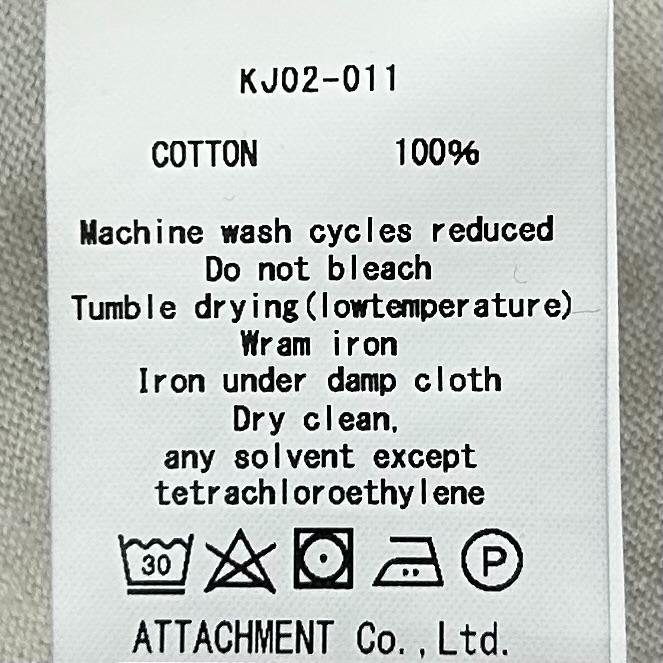 KJ02-011
COTTON 100%
Machine wash cycles reduced
Do not bleach
Tumble drying(lowtemperature)
Wram iron
Iron under damp cloth
Dry clean,
any solvent except
tetrachloroethylene
30 P
ATTACHMENT Co.,Ltd.